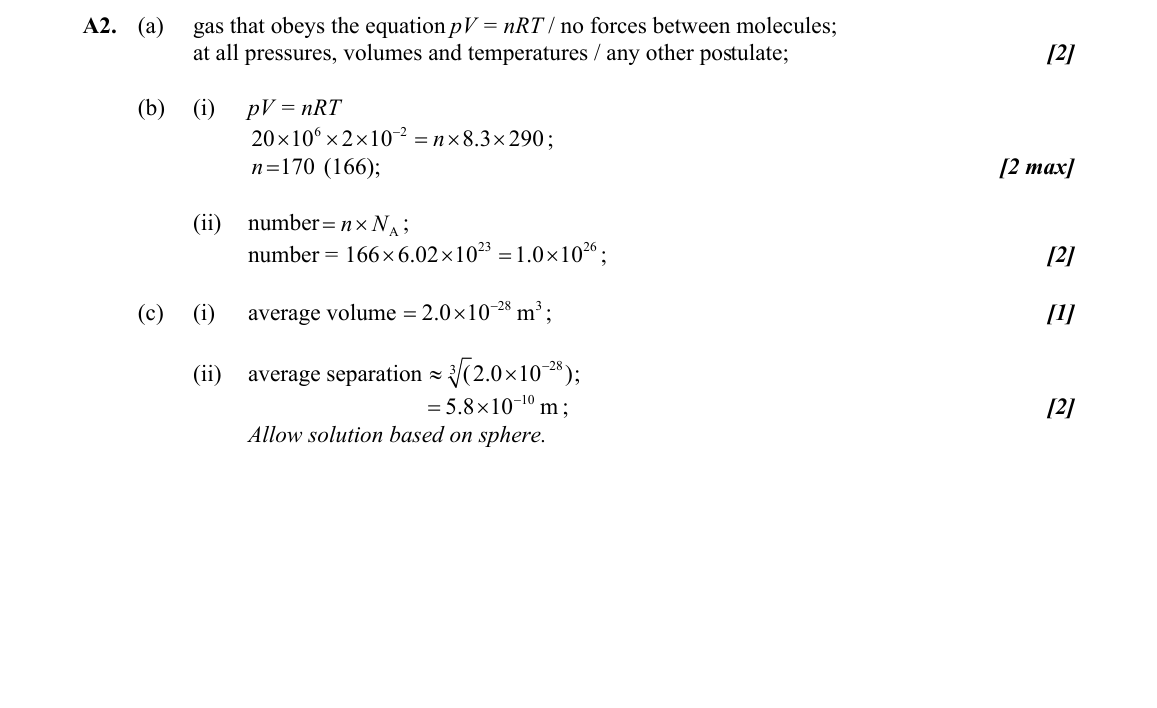 A2. (a) gas that obeys the equation pV = nRT / no forces between molecules;
at all pressures, volumes and temperatures / any other postulate; [2]
(b) (i) pV = nRT
20×10⁶ ×2×10⁻² = n×8.3×290;
n=170 (166); [2 max]
(ii) number= n× N_A;
number = 166×6.02×10²³ =1.0×10²⁶; [2]
(c) (i) average volume = 2.0×10⁻²⁸ m³; [1]
(ii) average separation ≈ ∛(2.0×10⁻²⁸);
= 5.8×10⁻¹⁰ m; [2]
Allow solution based on sphere.